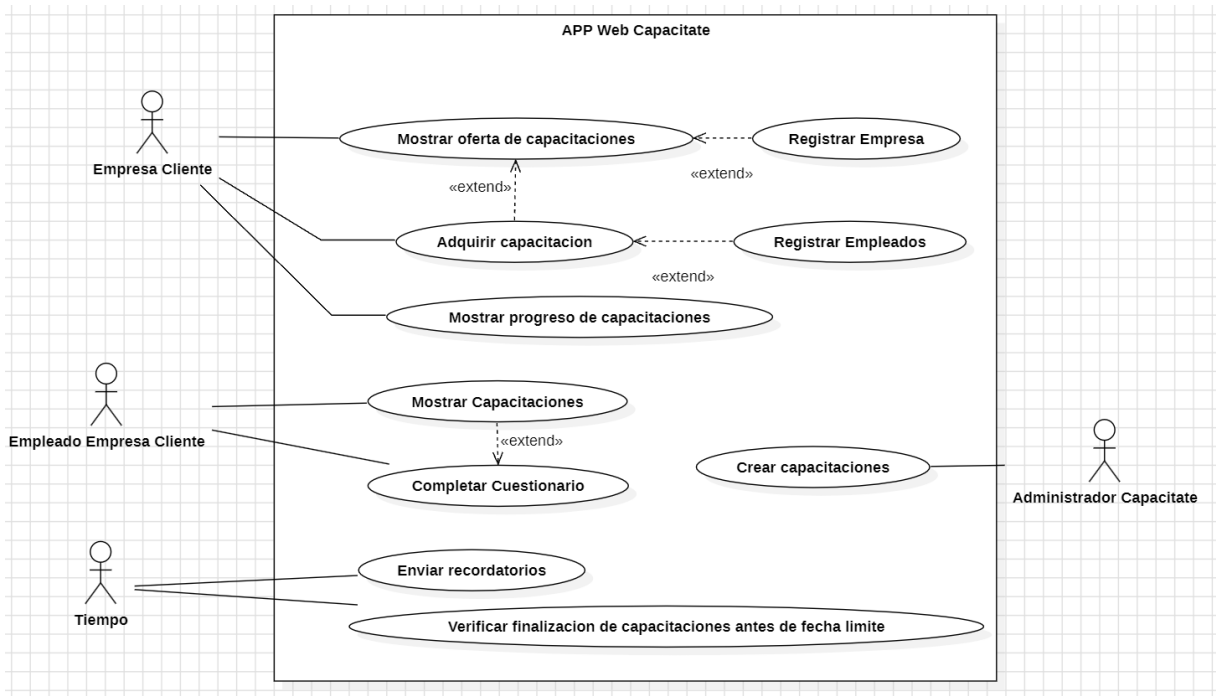 APP Web Capacitate
Empresa Cliente
Mostrar oferta de capacitaciones
Registrar Empresa
«extend»
«extend»
Adquirir capacitacion
Registrar Empleados
«extend»
Mostrar progreso de capacitaciones
Empleado Empresa Cliente
Mostrar Capacitaciones
«extend»
Completar Cuestionario
Crear capacitaciones
Administrador Capacitate
Tiempo
Enviar recordatorios
Verificar finalizacion de capacitaciones antes de fecha limite